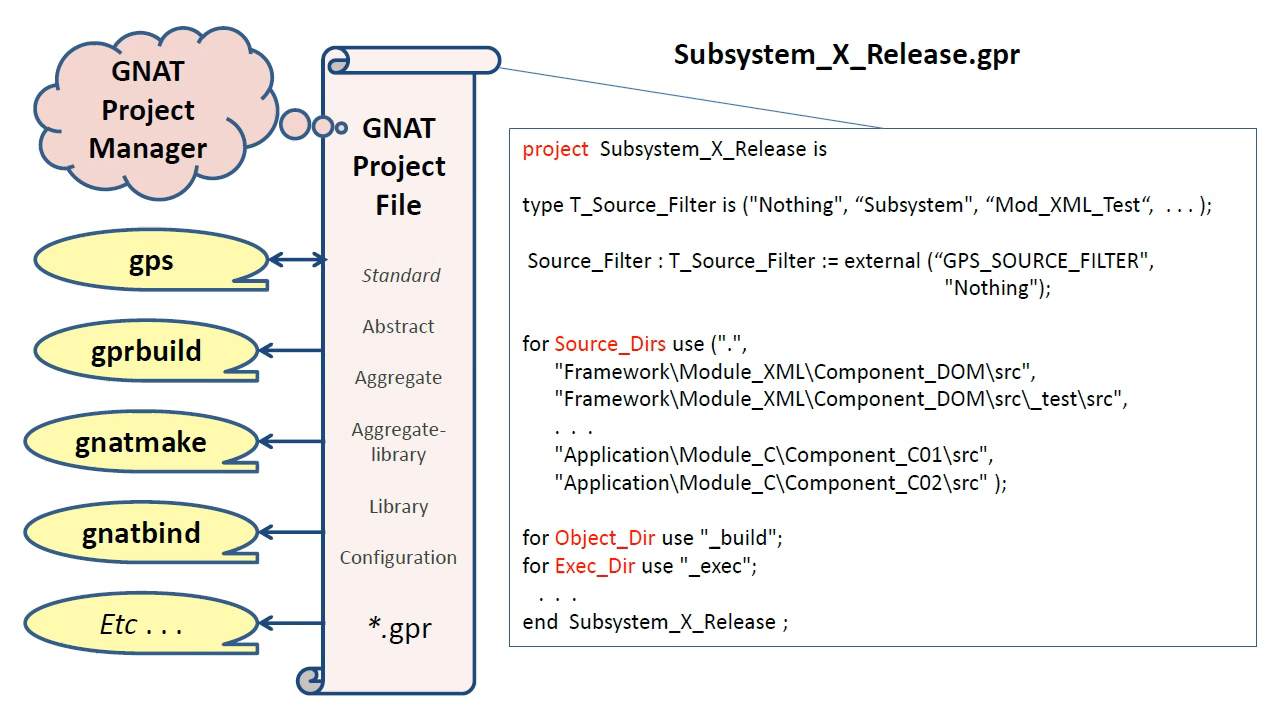 GNAT
Project
Manager
gps
gprbuild
gnatmake
gnatbind
Etc . . .
GNAT
Project
File
Standard
Abstract
Aggregate
Aggregate-
library
Library
Configuration
*.gpr
Subsystem_X_Release.gpr
project Subsystem_X_Release is
type T_Source_Filter is ("Nothing", “Subsystem", “Mod_XML_Test“, . . . );
Source_Filter : T_Source_Filter := external (“GPS_SOURCE_FILTER",
"Nothing");
for Source_Dirs use (".",
"Framework\Module_XML\Component_DOM\src",
"Framework\Module_XML\Component_DOM\src\_test\src",
. . .
"Application\Module_C\Component_C01\src",
"Application\Module_C\Component_C02\src" );
for Object_Dir use "_build";
for Exec_Dir use "_exec";
. . .
end Subsystem_X_Release ;